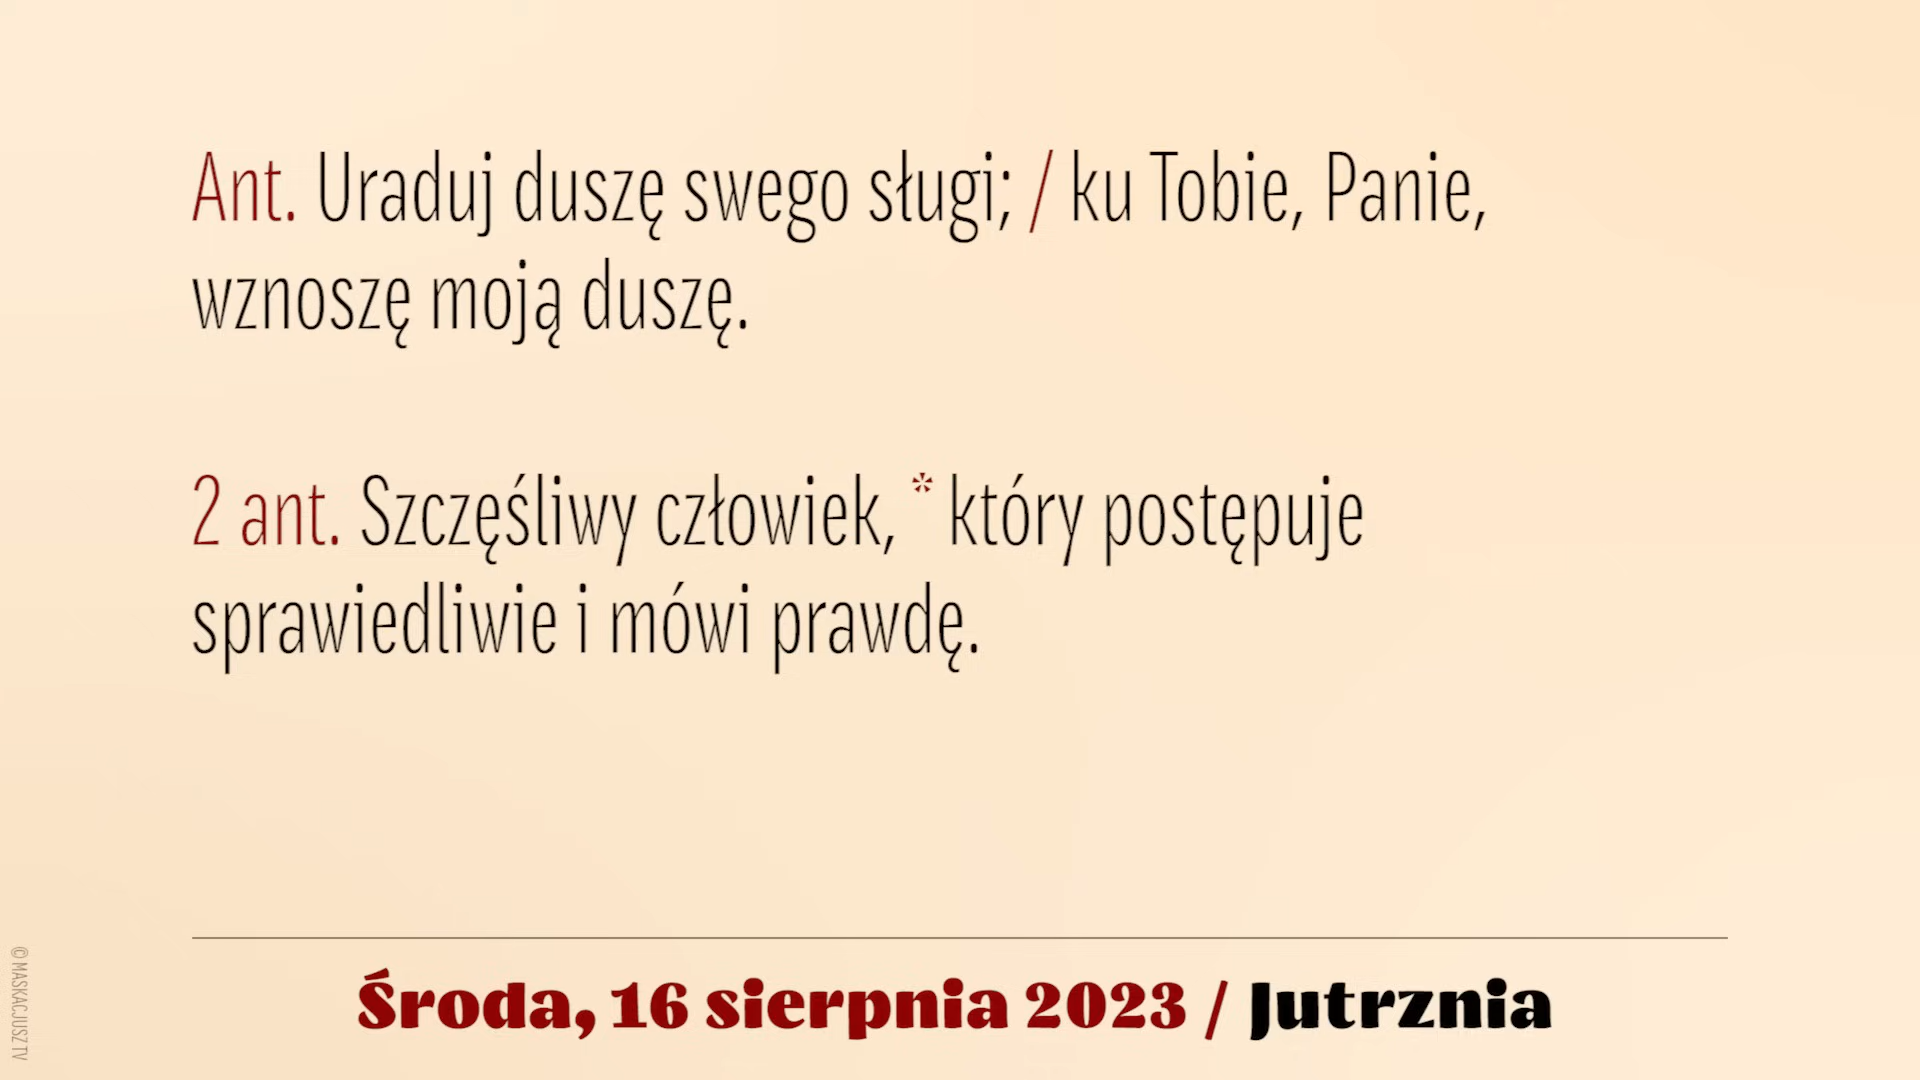 Ant. Uraduj duszę swego sługi; / ku Tobie, Panie,
wznoszę moją duszę.
2 ant. Szczęśliwy człowiek, * który postępuje
sprawiedliwie i mówi prawdę.
Środa, 16 sierpnia 2023 / Jutrznia
© MASKACJUSZ TV